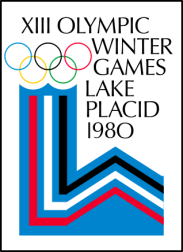 XIII OLYMPIC
WINTER
GAMES
LAKE
PLACID
1980